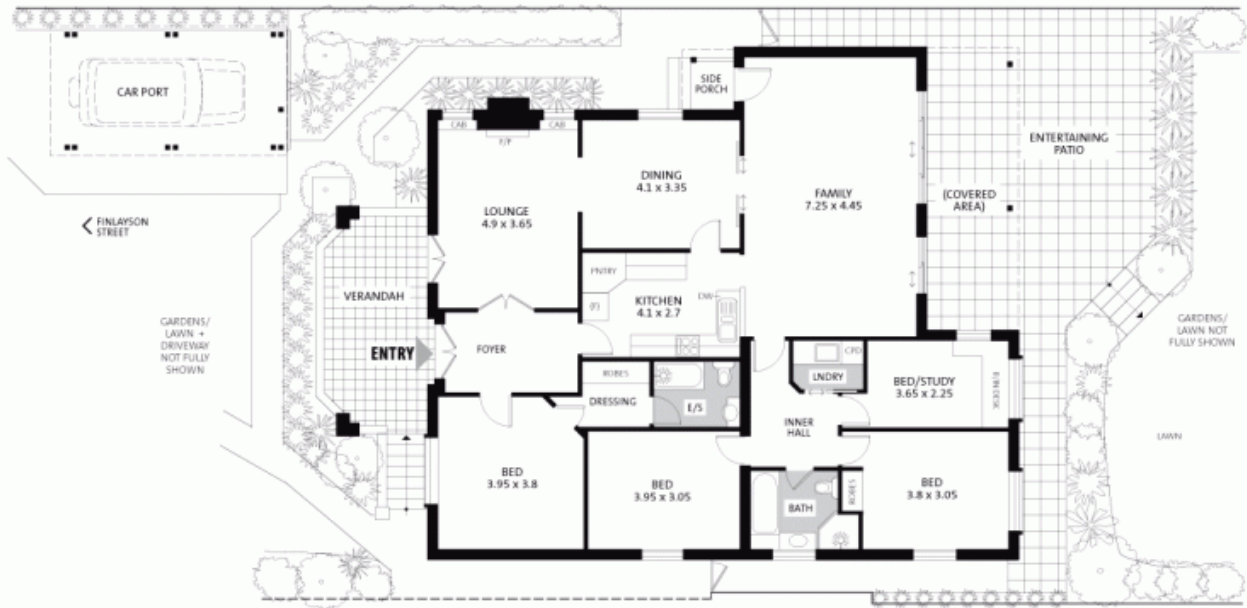 CAR PORT
SIDE
PORCH
ENTERTAINING
PATIO
CAB
CAB
F/P
DINING
4.1 x 3.35
FAMILY
7.25 x 4.45
(COVERED
AREA)
LOUNGE
4.9 x 3.65
FINLAYSON
STREET
PNTRY
(F)
KITCHEN
4.1 x 2.7
DW
VERANDAH
GARDENS/
LAWN +
DRIVEWAY
NOT FULLY
SHOWN
GARDENS/
LAWN NOT
FULLY SHOWN
ENTRY
FOYER
CPD
LNDRY
ROBES
DRESSING
E/S
BED/STUDY
3.65 x 2.25
INNER
HALL
LAWN
BED
3.95 x 3.8
BED
3.95 x 3.05
BED
3.8 x 3.05
ROBES
BATH